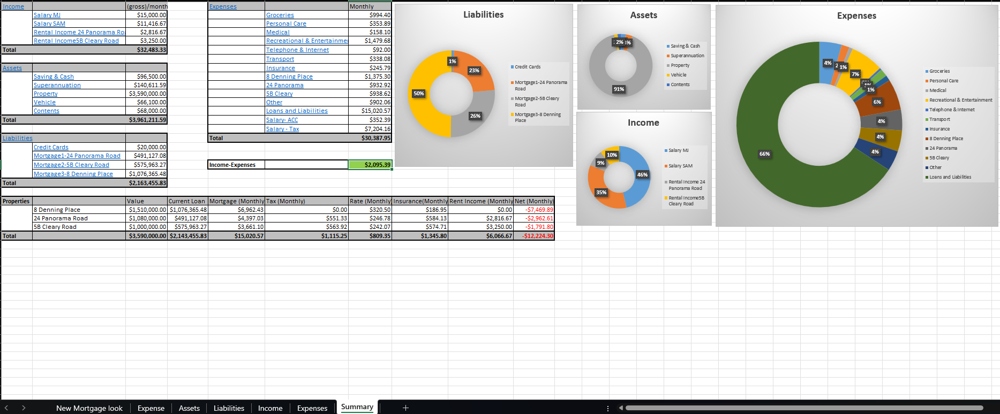 Income (gross)/month
Salary MJ $15,000.00
Salary SAM $11,416.67
Rental Income 24 Panorama Ro $2,816.67
Rental Income5B Cleary Road $3,250.00
Total $32,483.33
Assets
Saving & Cash $96,500.00
Superannuation $140,611.59
Property $3,590,000.00
Vehicle $66,100.00
Contents $68,000.00
Total $3,961,211.59
Liabilities
Credit Cards $20,000.00
Mortgage1-24 Panorama Road $491,127.08
Mortgage2-5B Cleary Road $575,963.27
Mortgage3-8 Denning Place $1,076,365.48
Total $2,163,455.83
Expenses Monthly
Groceries $994.40
Personal Care $353.89
Medical $158.10
Recreational & Entertainme $1,479.68
Telephone & Internet $92.00
Transport $338.08
Insurance $245.79
8 Denning Place $1,375.30
24 Panorama $932.92
5B Cleary $938.62
Other $902.06
Loans and Liabilities $15,020.57
Salary- ACC $352.39
Salary - Tax $7,204.16
Total $30,387.95
Income-Expenses $2,095.39
Liabilities
1%
23%
50%
26%
Credit Cards
Mortgage1-24 Panorama
Road
Mortgage2-5B Cleary
Road
Mortgage3-8 Denning
Place
Assets
2%
91%
Saving & Cash
Superannuation
Property
Vehicle
Contents
Income
10%
9%
46%
35%
Salary MJ
Salary SAM
Rental Income 24
Panorama Road
Rental Income5B
Cleary Road
Expenses
4%
2
1%
7%
1%
6%
4%
4%
4%
66%
Groceries
Personal Care
Medical
Recreational & Entertainment
Telephone & Internet
Transport
Insurance
8 Denning Place
24 Panorama
5B Cleary
Other
Loans and Liabilities
Properties Value Current Loan Mortgage (Monthly Tax (Monthly) Rate (Monthly) Insurance(Monthly Rent Income (Monthly Net (Monthly)
8 Denning Place $1,510,000.00 $1,076,365.48 $6,962.43 $0.00 $320.50 $186.95 $0.00 -$7,469.89
24 Panorama Road $1,080,000.00 $491,127.08 $4,397.03 $551.33 $246.78 $584.13 $2,816.67 -$2,962.61
5B Cleary Road $1,000,000.00 $575,963.27 $3,661.10 $563.92 $242.07 $574.71 $3,250.00 -$1,791.80
Total $3,590,000.00 $2,143,455.83 $15,020.57 $1,115.25 $809.35 $1,345.80 $6,066.67 -$12,224.30
New Mortgage look Expense Assets Liabilities Income Expenses Summary +